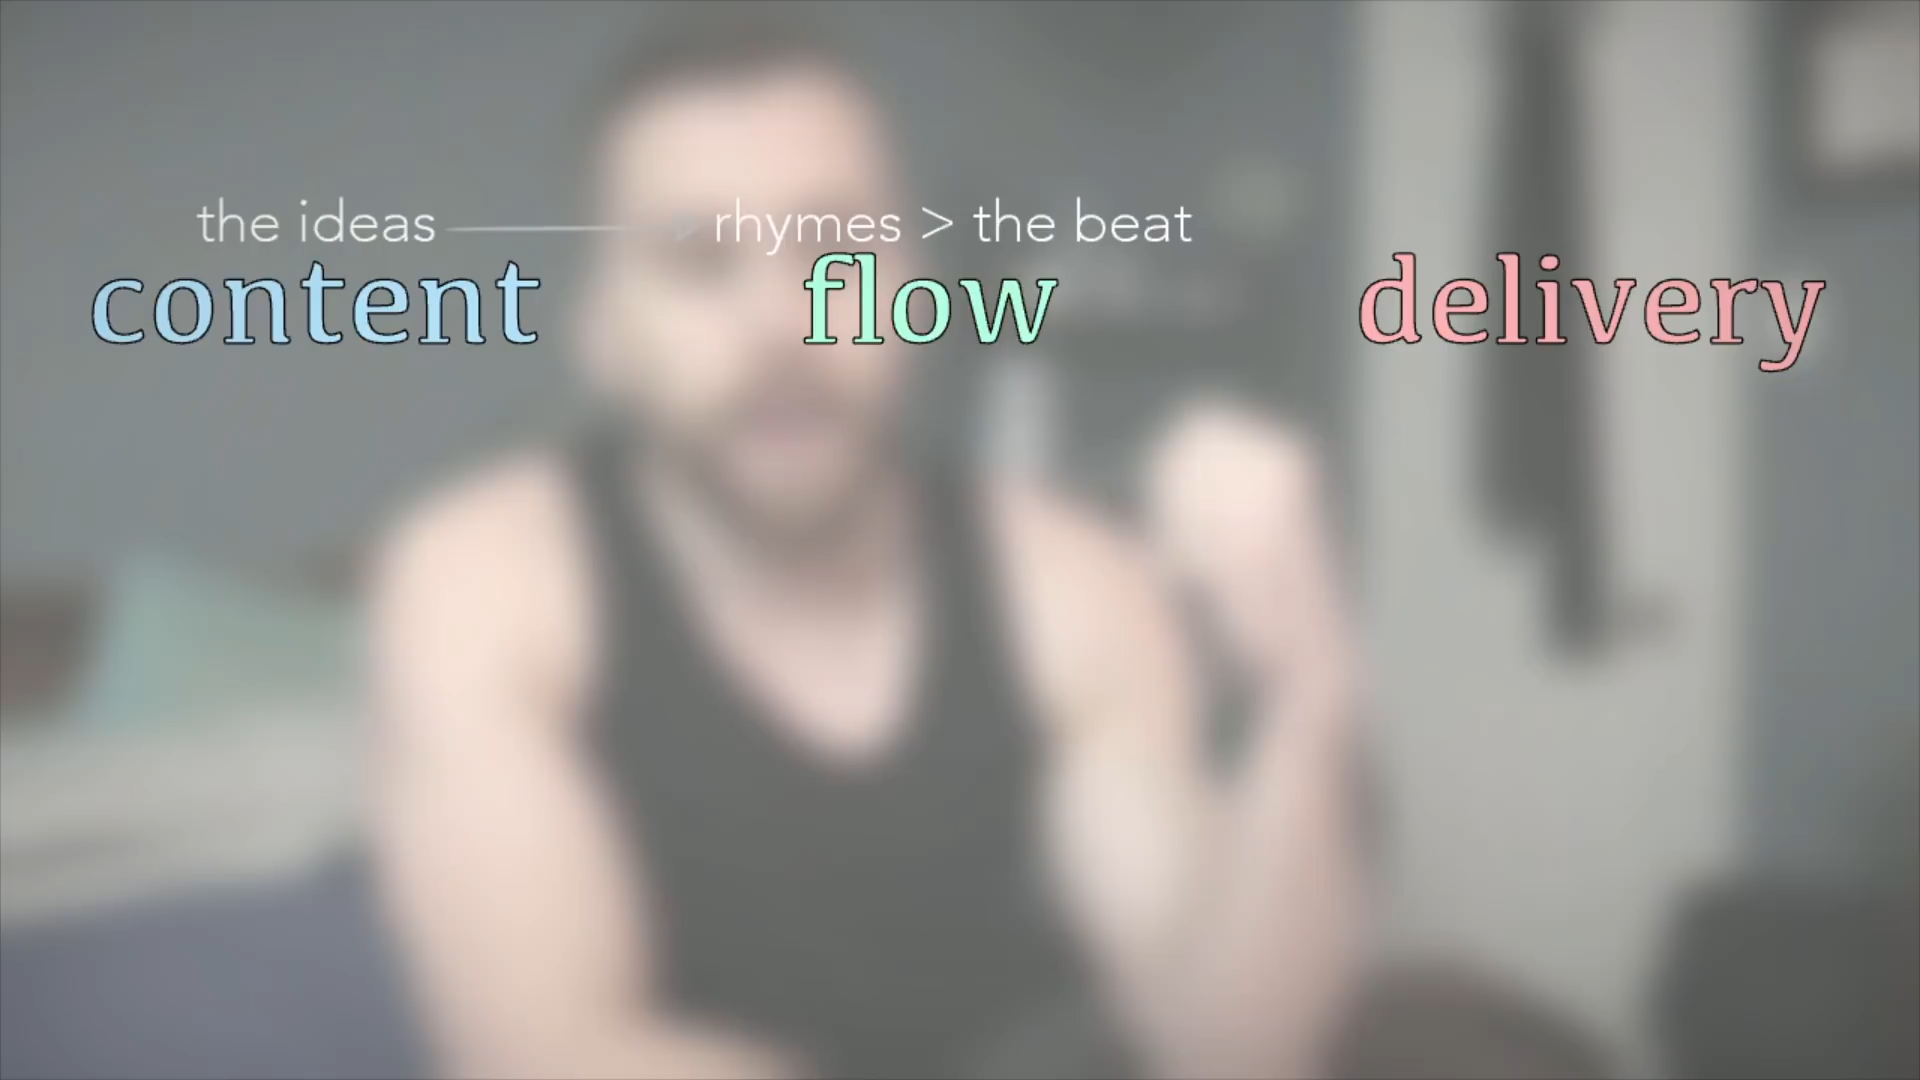 the ideas rhymes > the beat
content flow delivery